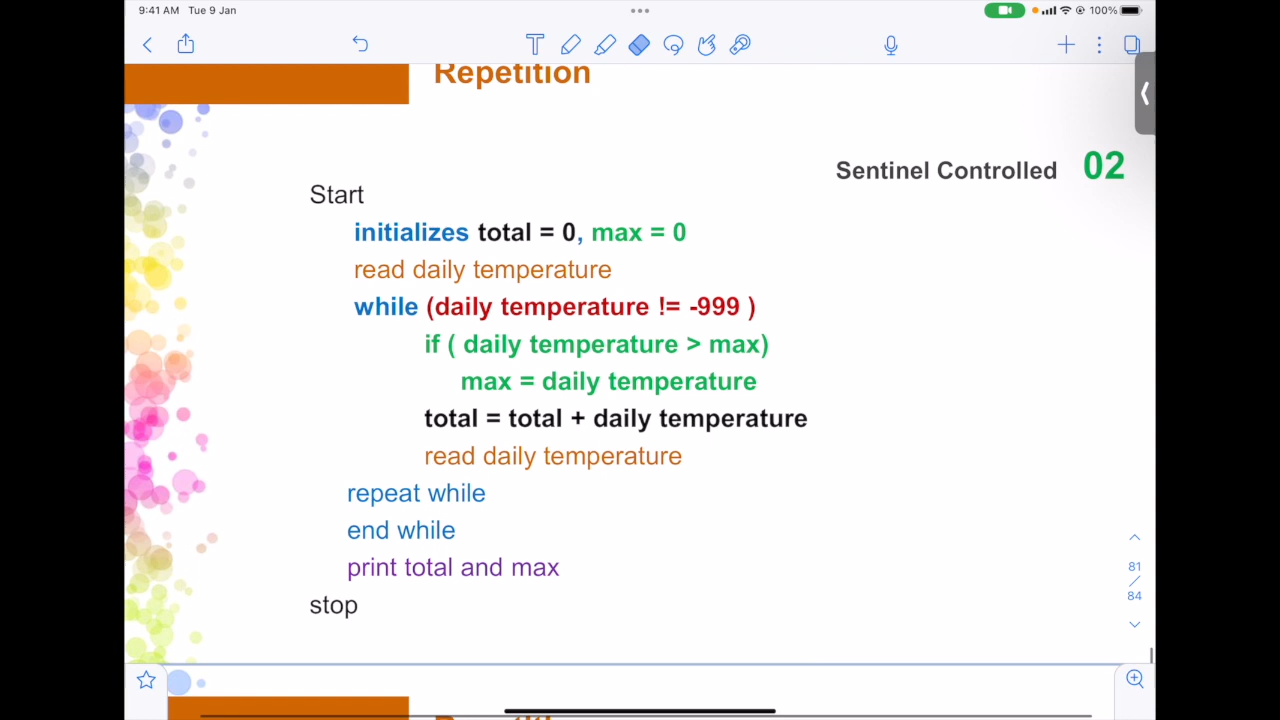 9:41 AM Tue 9 Jan
100%
Repetition
Sentinel Controlled 02
Start
initializes total = 0, max = 0
read daily temperature
while (daily temperature != -999 )
if ( daily temperature > max)
max = daily temperature
total = total + daily temperature
read daily temperature
repeat while
end while
print total and max
stop
81
/
84